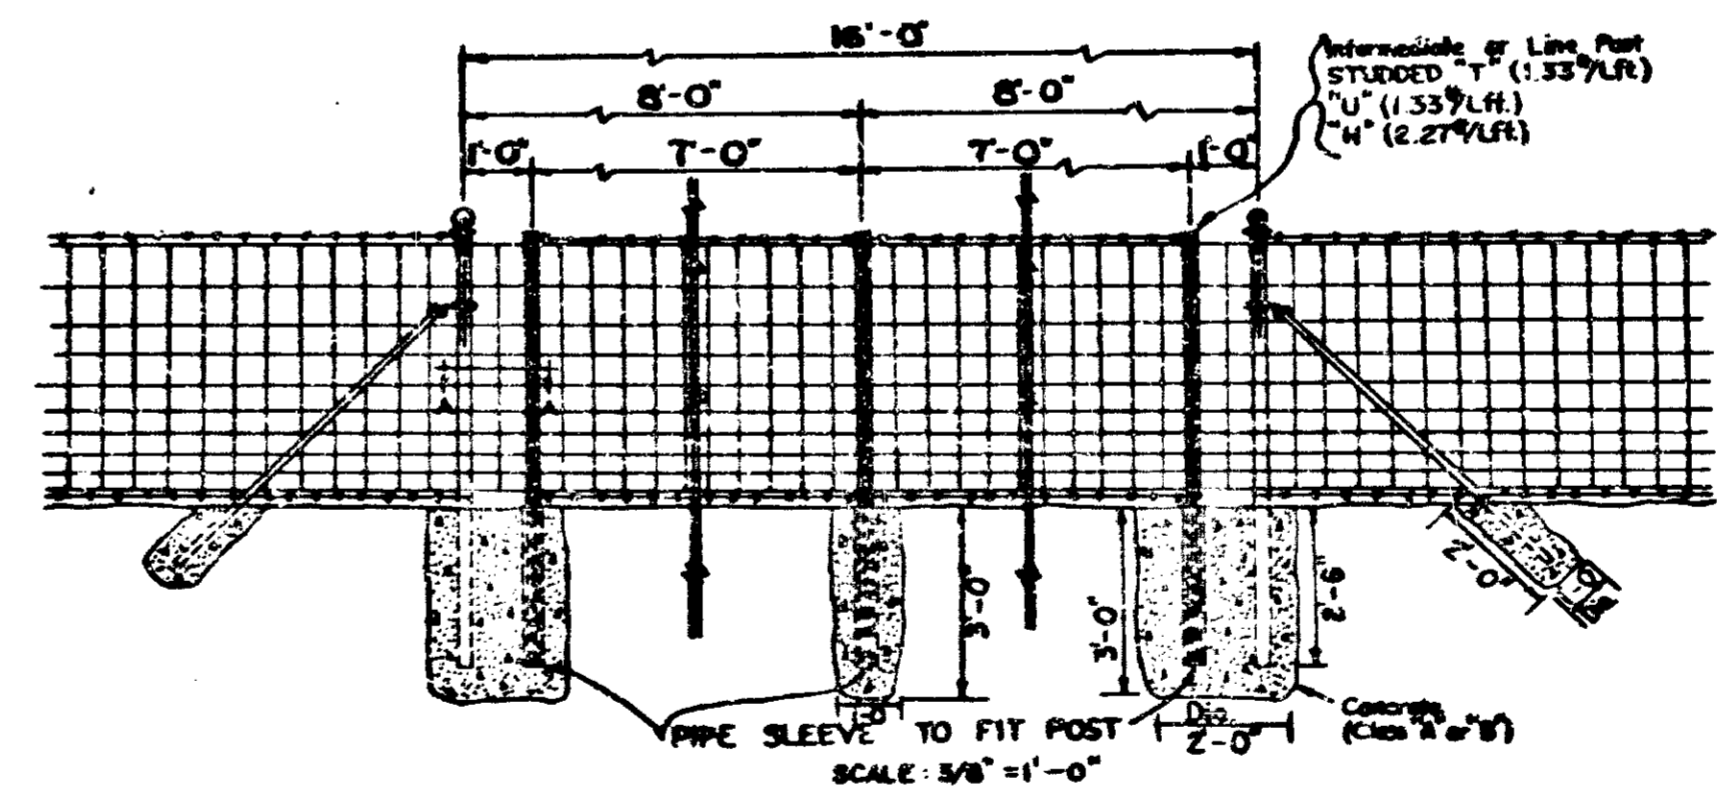 16'-0"
Intermediate or Line Post
STUDDED "T" (1.33#/Lft)
"U" (1.33#/Lft.)
"H" (2.27#/Lft)
8'-0" 8'-0"
1'-0" 7'-0" 7'-0" 1'-0"
A A
3'-0" 3'-0" 2'-6" 2'-0"
PIPE SLEEVE TO FIT POST
Dia.
2'-0"
Concrete
(Class "A" or "B")
SCALE: 3/8" = 1'-0"